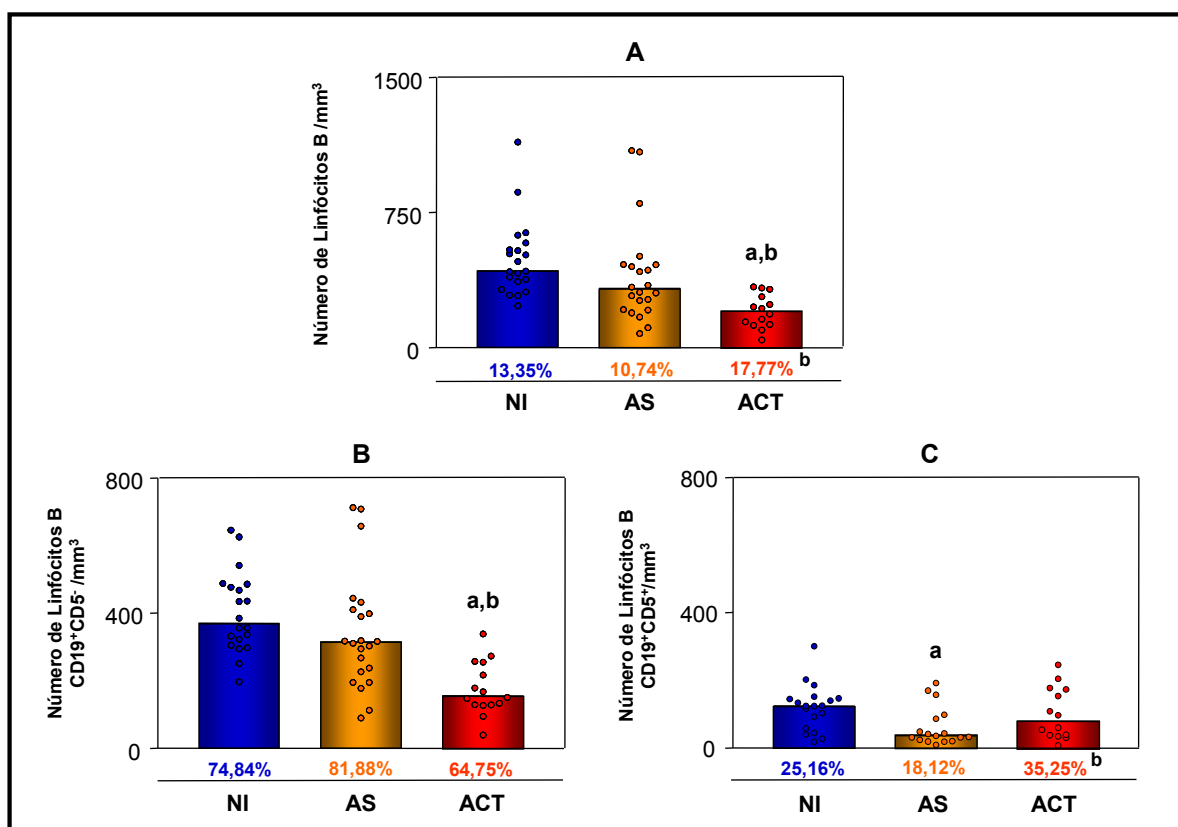 A
Número de Linfócitos B /mm³
1500
750
0
a,b
13,35% 10,74% 17,77% b
NI AS ACT
B
Número de Linfócitos B
CD19⁺CD5⁻ /mm³
800
400
0
a,b
74,84% 81,88% 64,75%
NI AS ACT
C
Número de Linfócitos B
CD19⁺CD5⁺/mm³
800
400
0
a
25,16% 18,12% 35,25% b
NI AS ACT